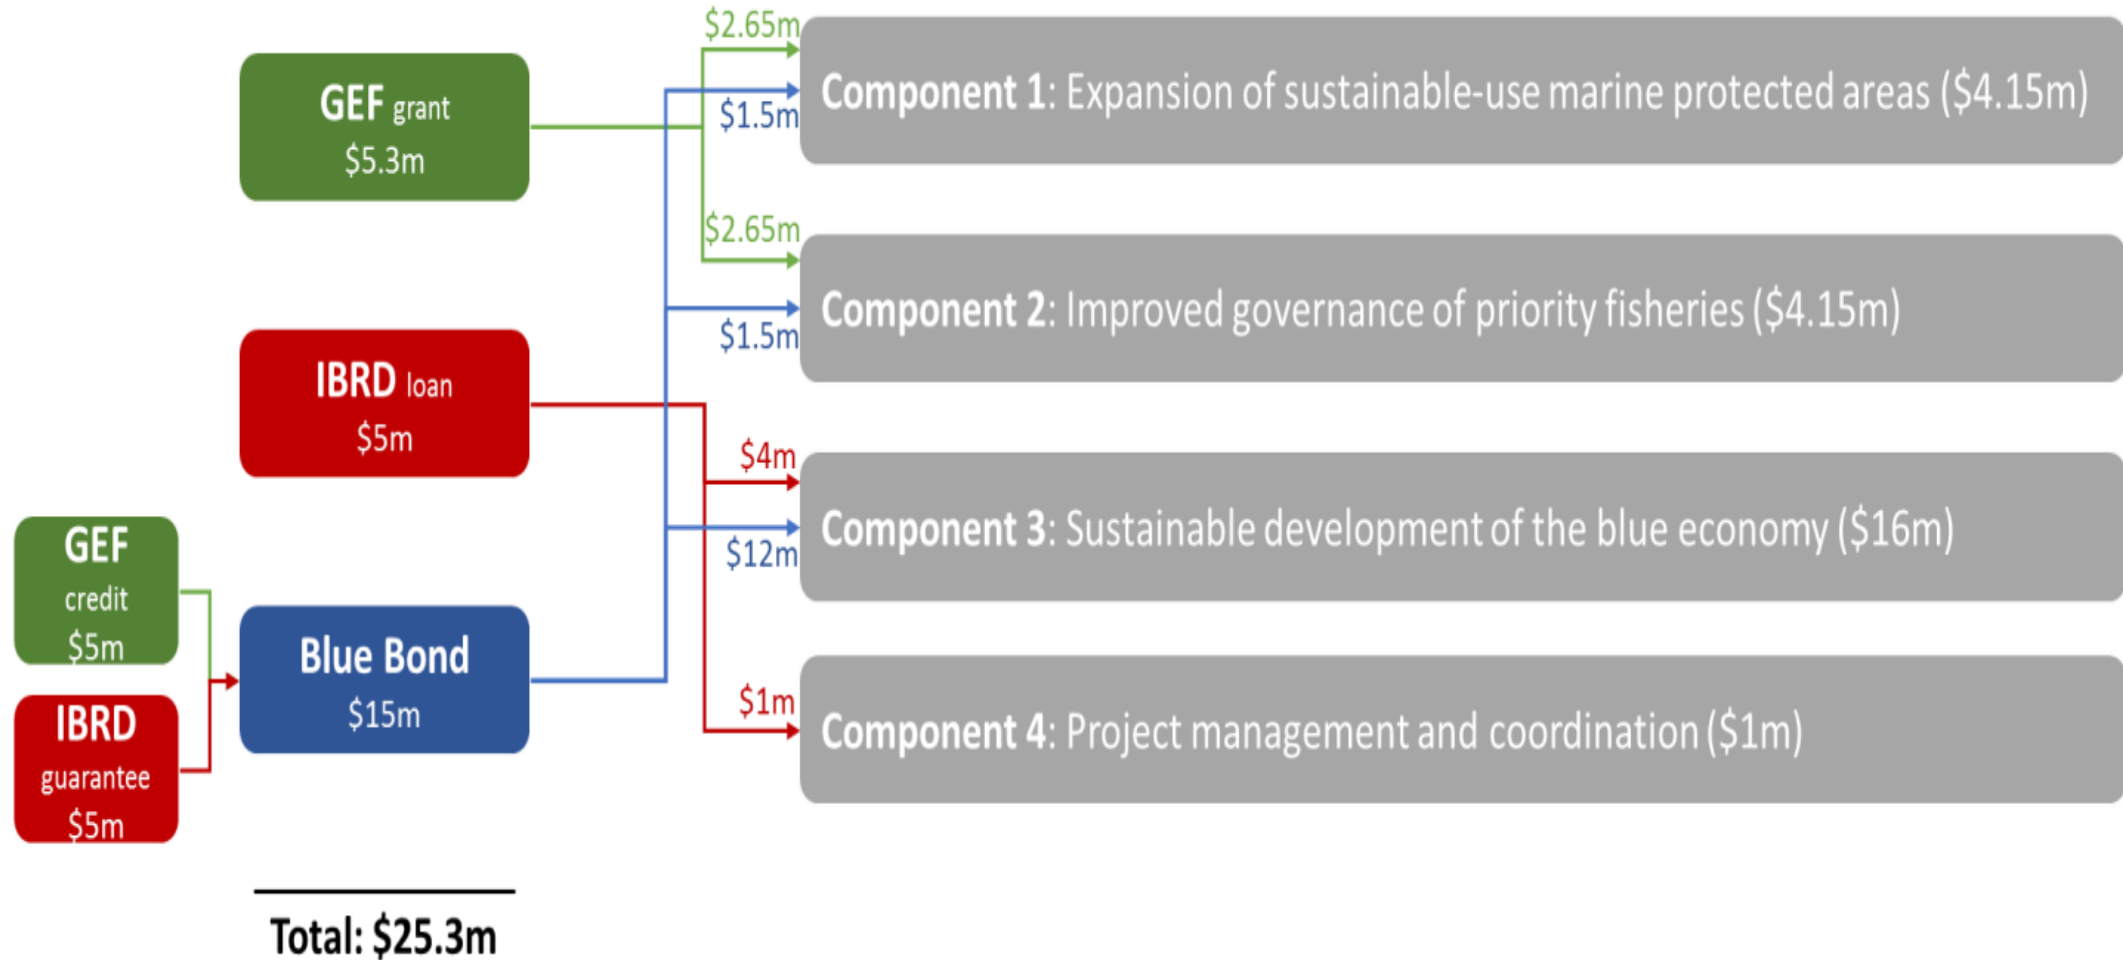 GEF grant
$5.3m
IBRD loan
$5m
GEF
credit
$5m
IBRD
guarantee
$5m
Blue Bond
$15m
Total: $25.3m
$2.65m
$1.5m
Component 1: Expansion of sustainable-use marine protected areas ($4.15m)
$2.65m
$1.5m
Component 2: Improved governance of priority fisheries ($4.15m)
$4m
$12m
Component 3: Sustainable development of the blue economy ($16m)
$1m
Component 4: Project management and coordination ($1m)